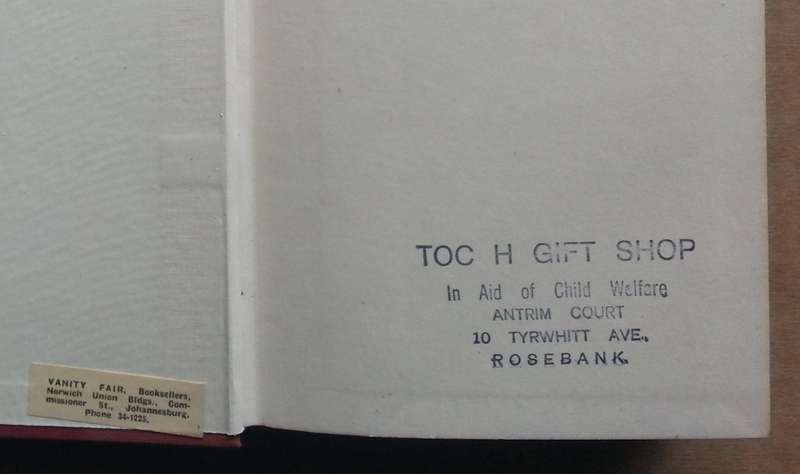 VANITY FAIR, Booksellers,
Norwich Union Bldgs., Com-
missioner St., Johannesburg.
Phone 34-1225.
TOC H GIFT SHOP
In Aid of Child Welfare
ANTRIM COURT
10 TYRWHITT AVE.,
ROSEBANK.